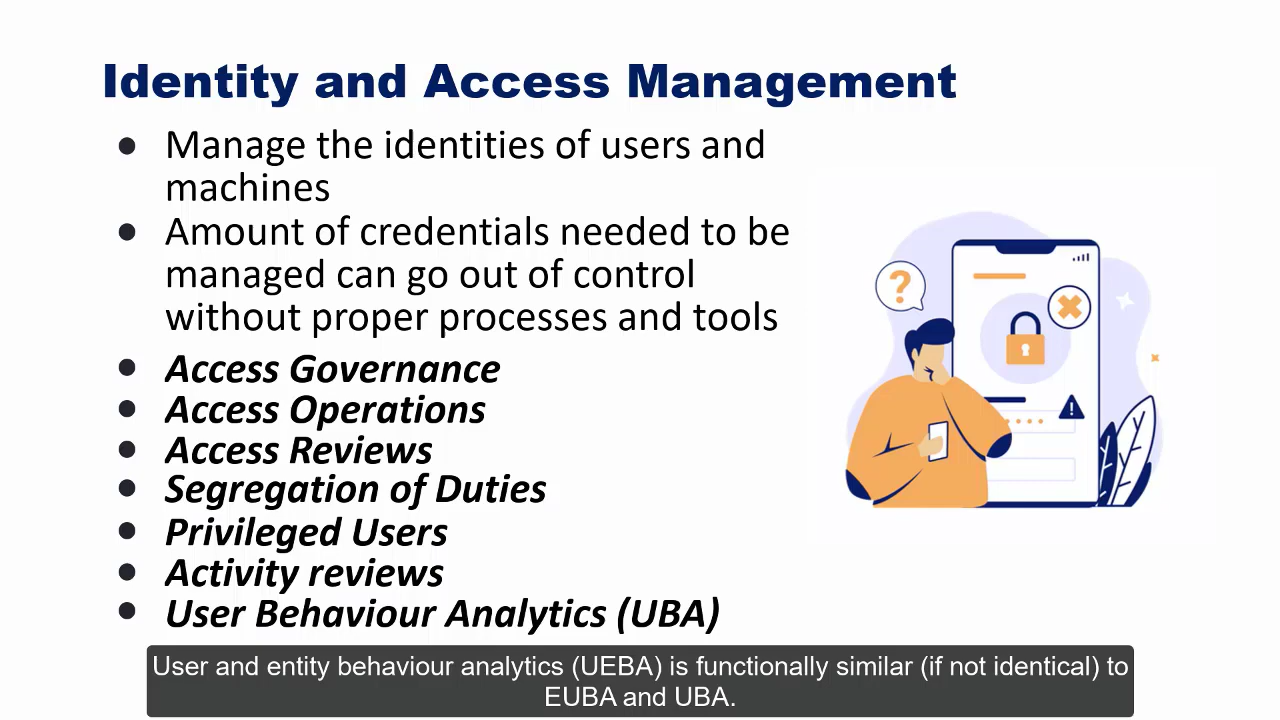 Identity and Access Management
● Manage the identities of users and
machines
● Amount of credentials needed to be
managed can go out of control
without proper processes and tools
● Access Governance
● Access Operations
● Access Reviews
● Segregation of Duties
● Privileged Users
● Activity reviews
● User Behaviour Analytics (UBA)
?
!
User and entity behaviour analytics (UEBA) is functionally similar (if not identical) to
EUBA and UBA.